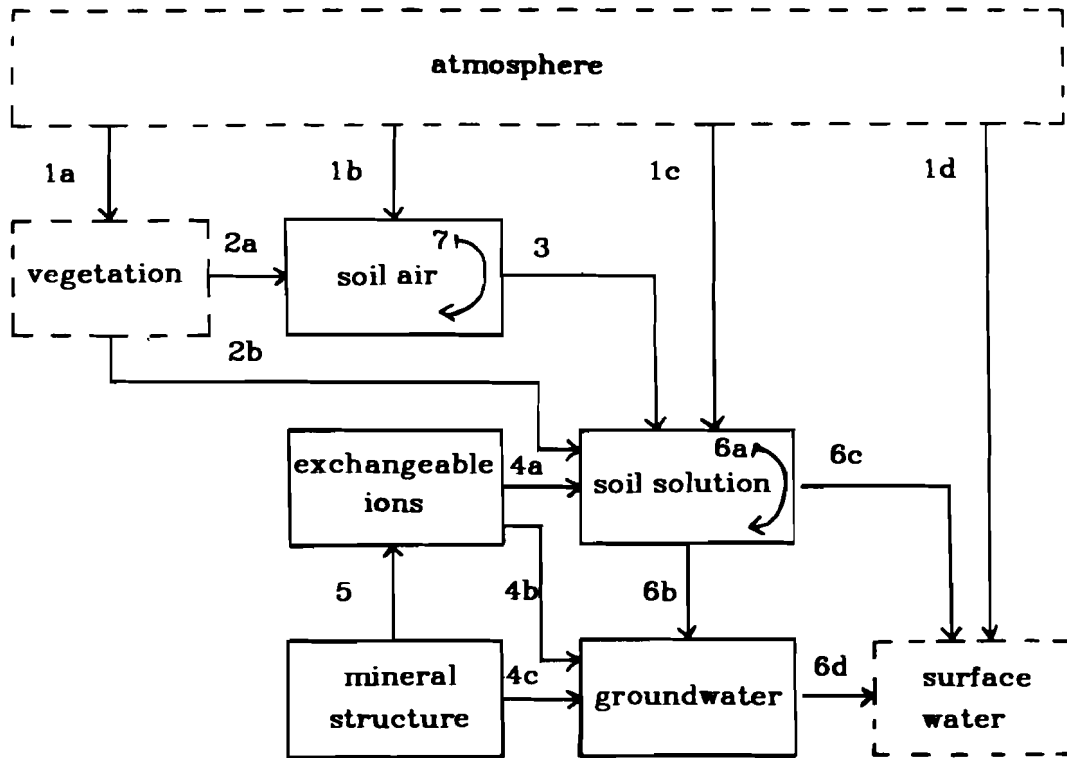 atmosphere
1a
1b
1c
1d
vegetation
2a
7
soil air
3
2b
exchangeable
ions
4a
6a
soil solution
6c
5
4b
6b
mineral
structure
4c
groundwater
6d
surface
water